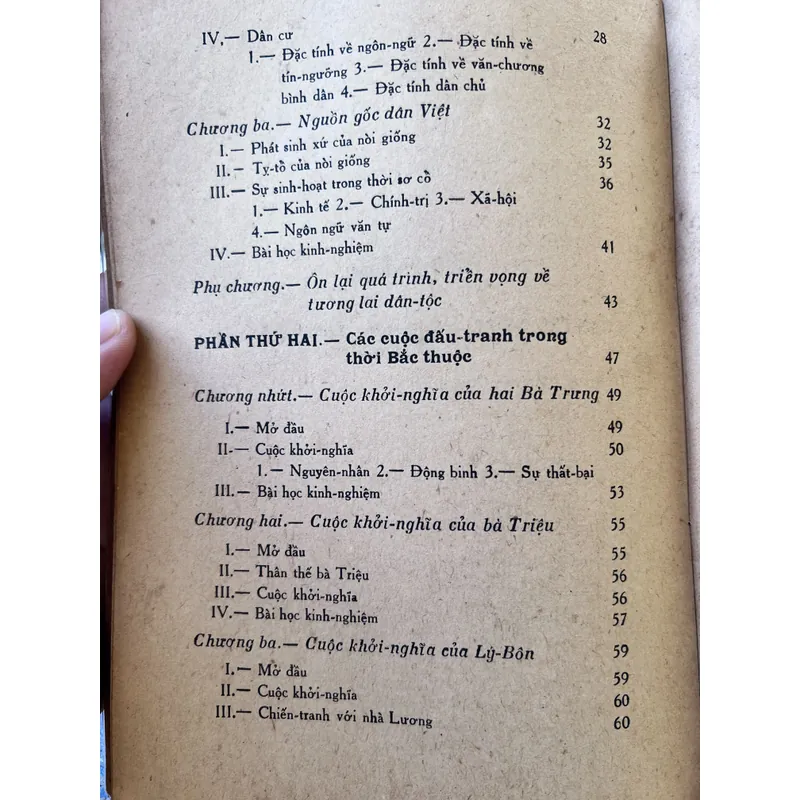 IV,— Dân cư 28
1.— Đặc tính về ngôn-ngữ 2.— Đặc tính về
tín-ngưỡng 3.— Đặc tính về văn-chương
bình dân 4.— Đặc tính dân chủ
Chương ba.— Nguồn gốc dân Việt 32
I.— Phát sinh xứ của nòi giống 32
II.— Tỵ-tổ của nòi giống 35
III.— Sự sinh-hoạt trong thời sơ cổ 36
1.— Kinh tế 2.— Chính-trị 3.— Xã-hội
4.— Ngôn ngữ văn tự
IV.— Bài học kinh-nghiệm 41
Phụ chương.— Ôn lại quá trình, triển vọng về
tương lai dân-tộc 43
PHẦN THỨ HAI.— Các cuộc đấu-tranh trong
thời Bắc thuộc 47
Chương nhứt.— Cuộc khởi-nghĩa của hai Bà Trưng 49
I.— Mở đầu 49
II-— Cuộc khởi-nghĩa 50
1.— Nguyên-nhân 2.— Động binh 3.— Sự thất-bại
III.— Bài học kinh-nghiệm 53
Chương hai.— Cuộc khởi-nghĩa của bà Triệu 55
I.— Mở đầu 55
II.— Thân thế bà Triệu 56
III.— Cuộc khởi-nghĩa 56
IV.— Bài học kinh-nghiệm 57
Chương ba.— Cuộc khởi-nghĩa của Lý-Bôn 59
I.— Mở đầu 59
II.— Cuộc khởi-nghĩa 60
III.— Chiến-tranh với nhà Lương 60